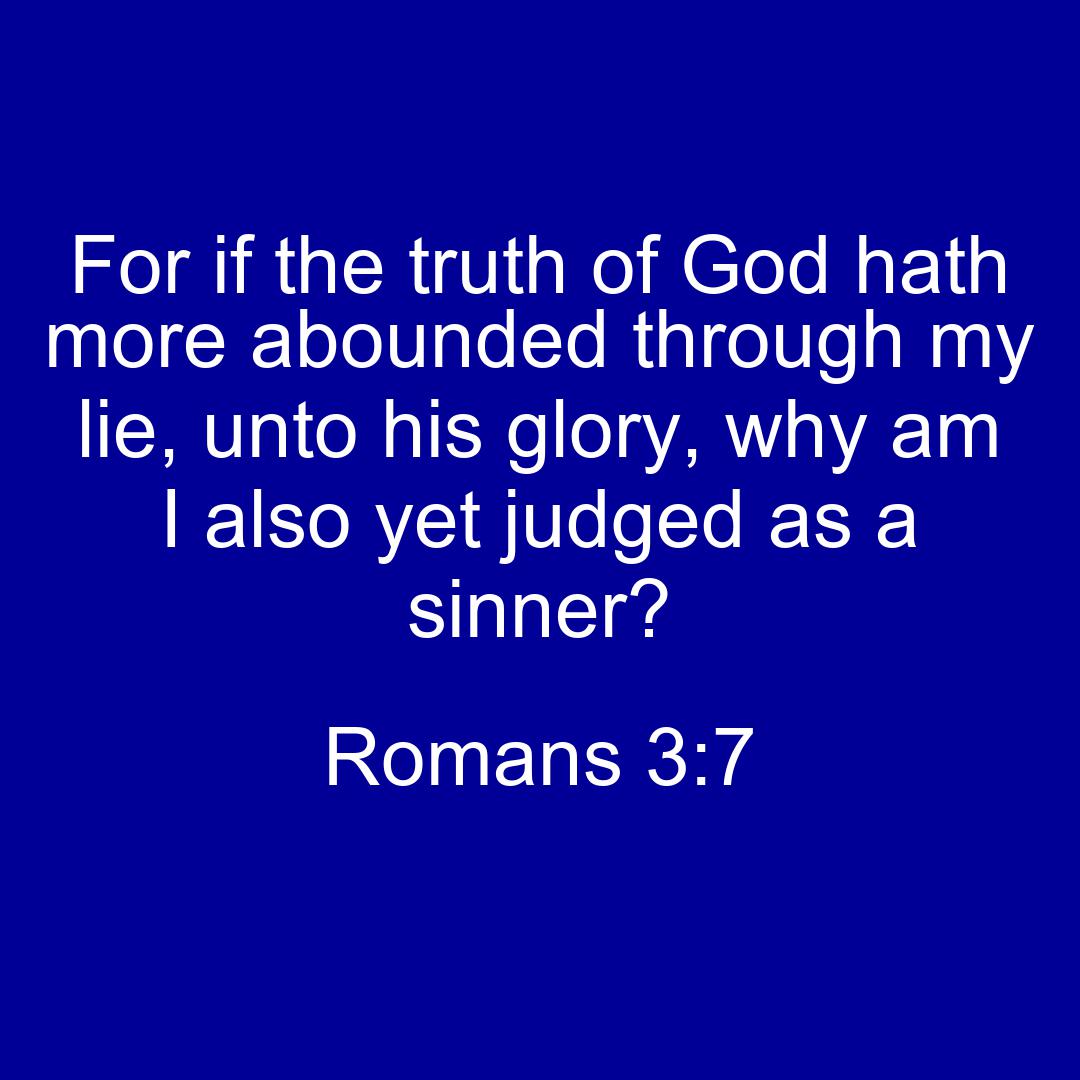 For if the truth of God hath
more abounded through my
lie, unto his glory, why am
I also yet judged as a
sinner?
Romans 3:7